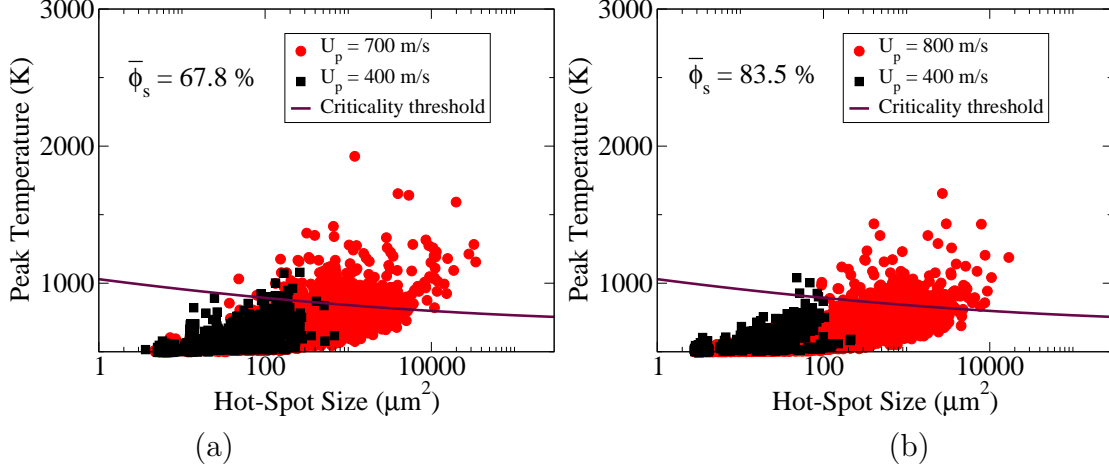 3000
2000
1000
Peak Temperature (K)
1
100
10000
Hot-Spot Size (μm²)
ϕ̅ₛ = 67.8 %
Uₚ = 700 m/s
Uₚ = 400 m/s
Criticality threshold
(a)
3000
2000
1000
Peak Temperature (K)
1
100
10000
Hot-Spot Size (μm²)
ϕ̅ₛ = 83.5 %
Uₚ = 800 m/s
Uₚ = 400 m/s
Criticality threshold
(b)